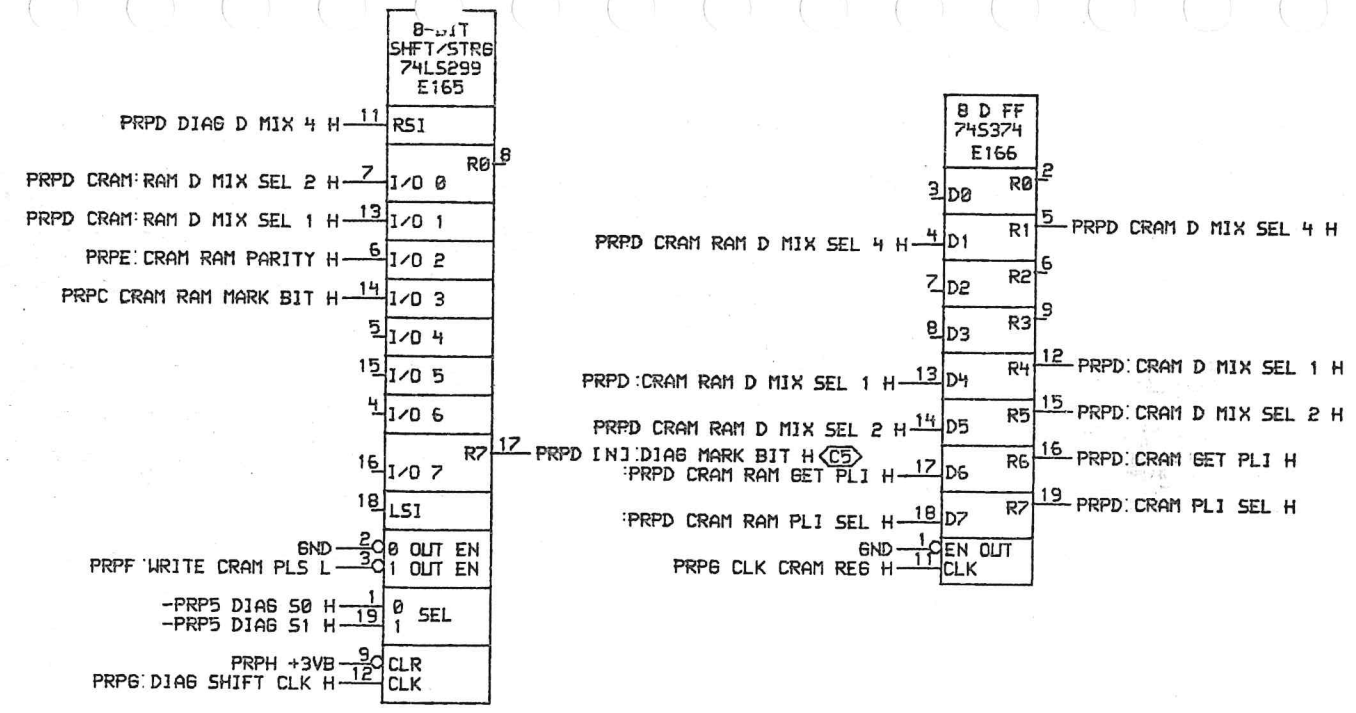 8-BIT
SHFT/STRG
74LS299
E165
PRPD DIAG D MIX 4 H 11 RSI
R0 8
PRPD CRAM:RAM D MIX SEL 2 H 7 I/O 0
PRPD CRAM:RAM D MIX SEL 1 H 13 I/O 1
PRPE:CRAM RAM PARITY H 6 I/O 2
PRPC CRAM RAM MARK BIT H 14 I/O 3
5 I/O 4
15 I/O 5
4 I/O 6
R7 17 PRPD INJ:DIAG MARK BIT H C5
16 I/O 7
18 LSI
GND 2 0 OUT EN
PRPF WRITE CRAM PLS L 3 1 OUT EN
-PRP5 DIAG S0 H 1 0 SEL
-PRP5 DIAG S1 H 19 1
PRPH +3VB 9 CLR
PRPG:DIAG SHIFT CLK H 12 CLK
8 D FF
74S374
E166
3 D0 R0 2
R1 5 PRPD CRAM D MIX SEL 4 H
PRPD CRAM RAM D MIX SEL 4 H 4 D1
7 D2 R2 6
8 D3 R3 9
R4 12 PRPD:CRAM D MIX SEL 1 H
PRPD:CRAM RAM D MIX SEL 1 H 13 D4
R5 15 PRPD:CRAM D MIX SEL 2 H
PRPD CRAM RAM D MIX SEL 2 H 14 D5
R6 16 PRPD:CRAM GET PLI H
:PRPD CRAM RAM GET PLI H 17 D6
R7 19 PRPD:CRAM PLI SEL H
:PRPD CRAM RAM PLI SEL H 18 D7
GND 1 EN OUT
PRPG CLK CRAM REG H 11 CLK